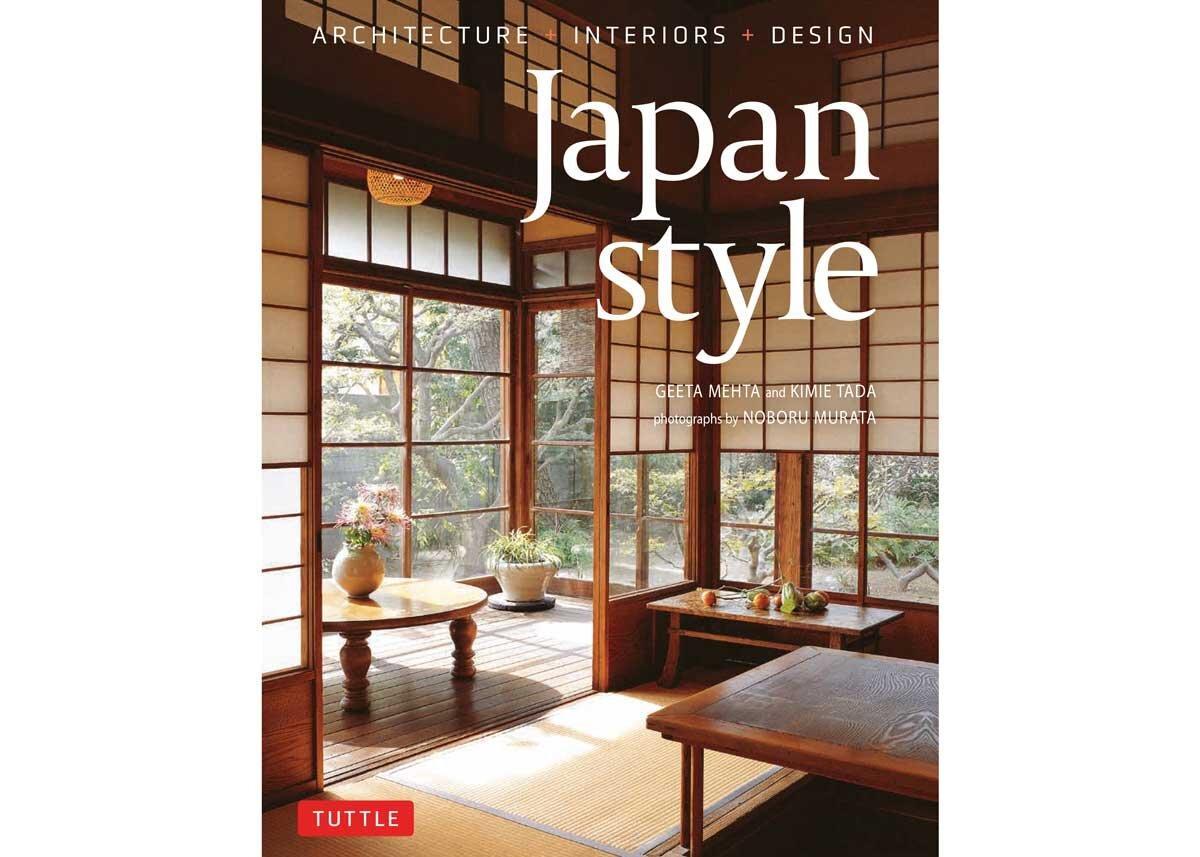 ARCHITECTURE + INTERIORS + DESIGN
Japan
style
GEETA MEHTA and KIMIE TADA
photographs by NOBORU MURATA
TUTTLE